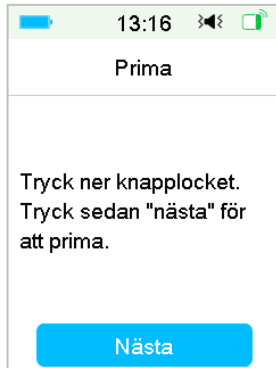 13:16
Prima
Tryck ner knapplocket.
Tryck sedan "nästa" för
att prima.
Nästa